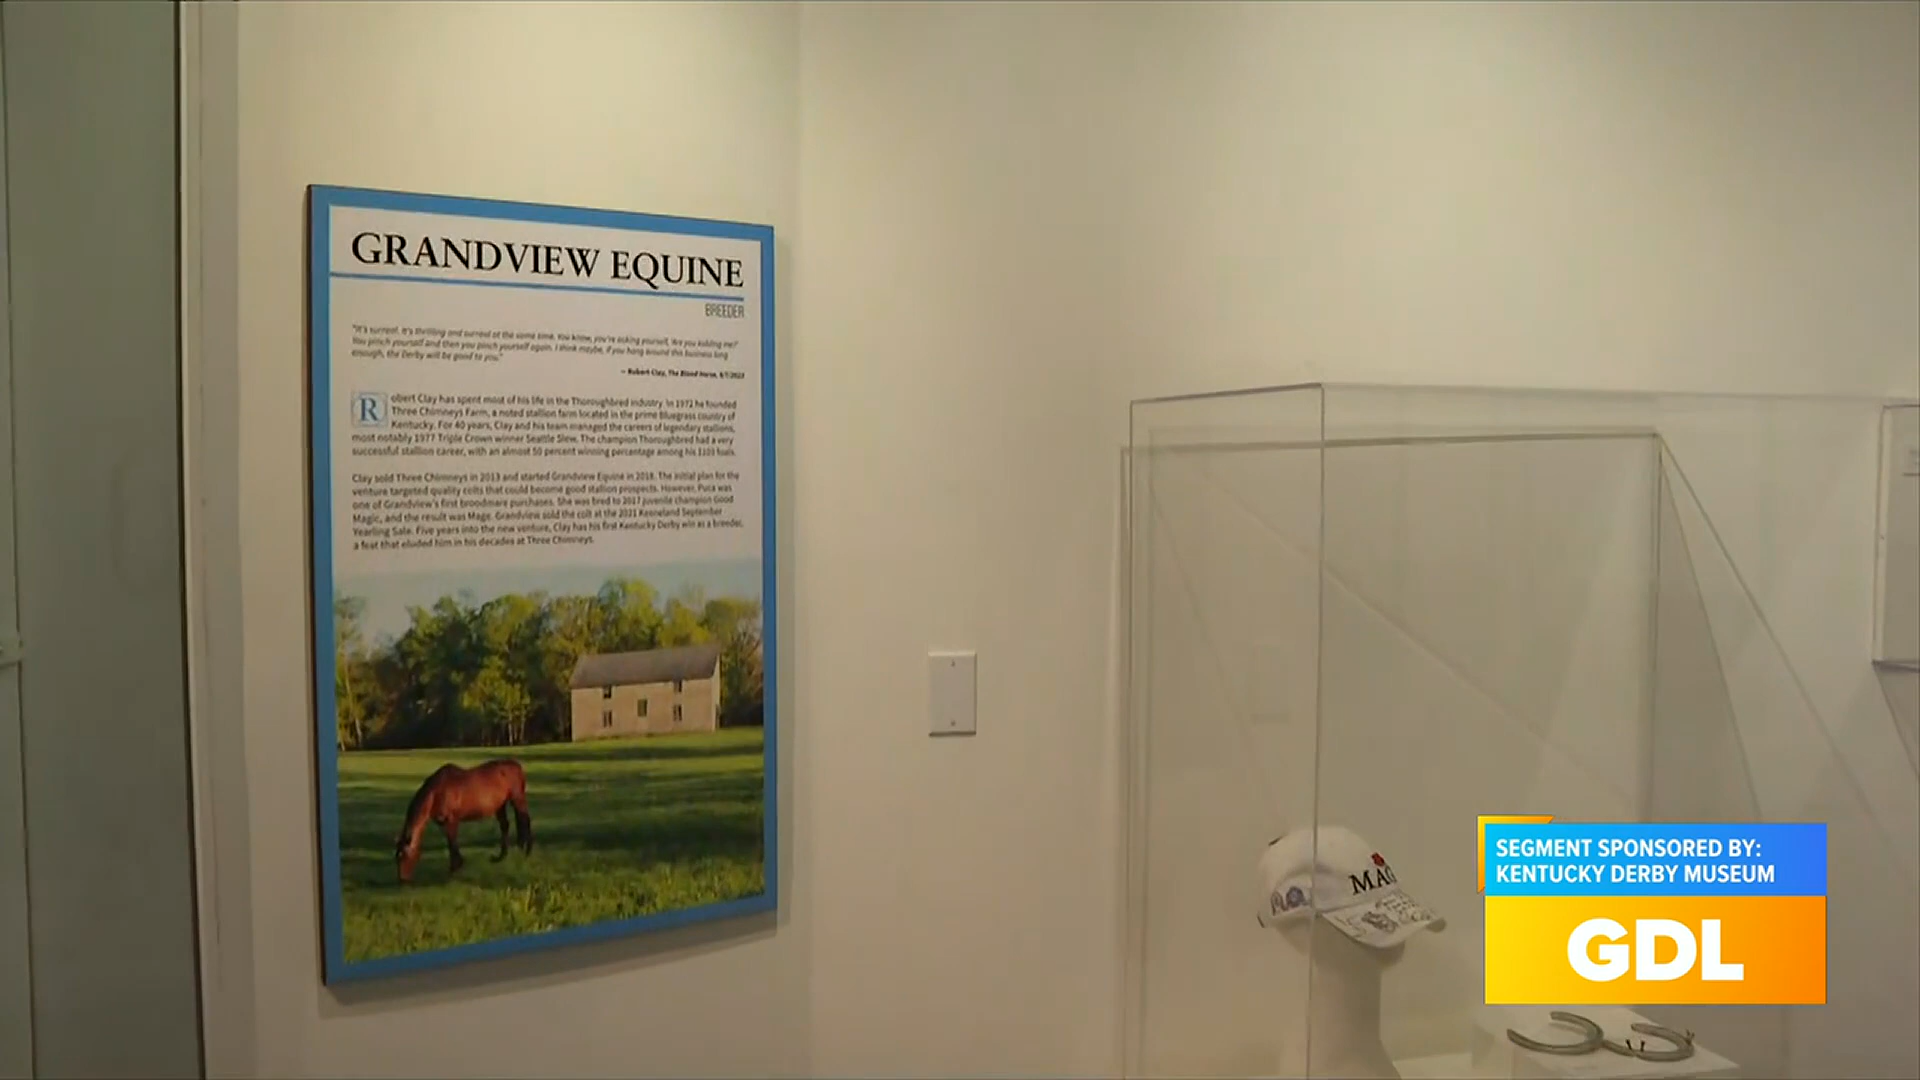 GRANDVIEW EQUINE
BREEDER
"It's surreal. It's thrilling and surreal at the same time. You know, you're asking yourself, 'Are you kidding me?'
You pinch yourself and then you pinch yourself again. I think maybe, if you hang around this business long
enough, the Derby will be good to you."
— Robert Clay, The Blood Horse, 5/7/2023
Robert Clay has spent most of his life in the Thoroughbred industry. In 1972 he founded
Three Chimneys Farm, a noted stallion farm located in the prime Bluegrass country of
Kentucky. For 40 years, Clay and his team managed the careers of legendary stallions,
most notably 1977 Triple Crown winner Seattle Slew. The champion Thoroughbred had a very
successful stallion career, with an almost 50 percent winning percentage among his 1103 foals.
Clay sold Three Chimneys in 2013 and started Grandview Equine in 2018. The initial plan for the
venture targeted quality colts that could become good stallion prospects. However, Puca was
one of Grandview's first broodmare purchases. She was bred to 2017 juvenile champion Good
Magic, and the result was Mage. Grandview sold the colt at the 2021 Keeneland September
Yearling Sale. Five years into the new venture, Clay has his first Kentucky Derby win as a breeder,
a feat that eluded him in his decades at Three Chimneys.
MAG
SEGMENT SPONSORED BY:
KENTUCKY DERBY MUSEUM
GDL